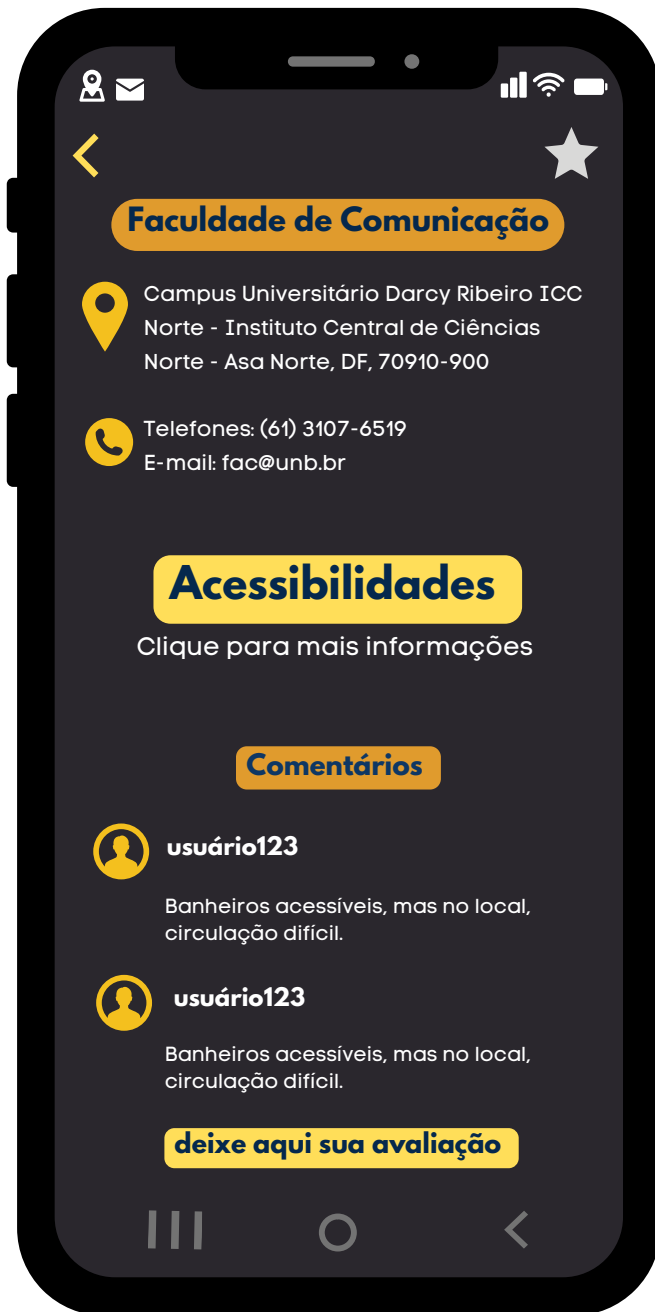 Faculdade de Comunicação
Campus Universitário Darcy Ribeiro ICC
Norte - Instituto Central de Ciências
Norte - Asa Norte, DF, 70910-900
Telefones: (61) 3107-6519
E-mail: fac@unb.br
Acessibilidades
Clique para mais informações
Comentários
usuário123
Banheiros acessíveis, mas no local,
circulação difícil.
usuário123
Banheiros acessíveis, mas no local,
circulação difícil.
deixe aqui sua avaliação